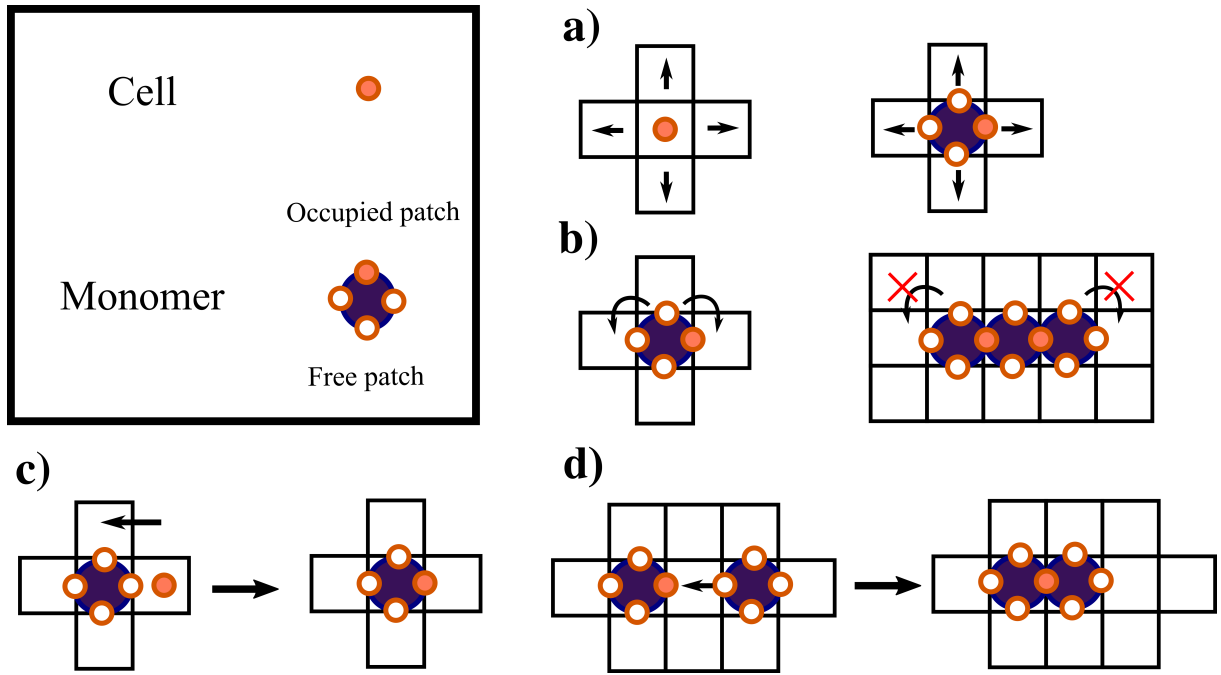 Cell
Occupied patch
Monomer
Free patch
a)
b)
c)
d)